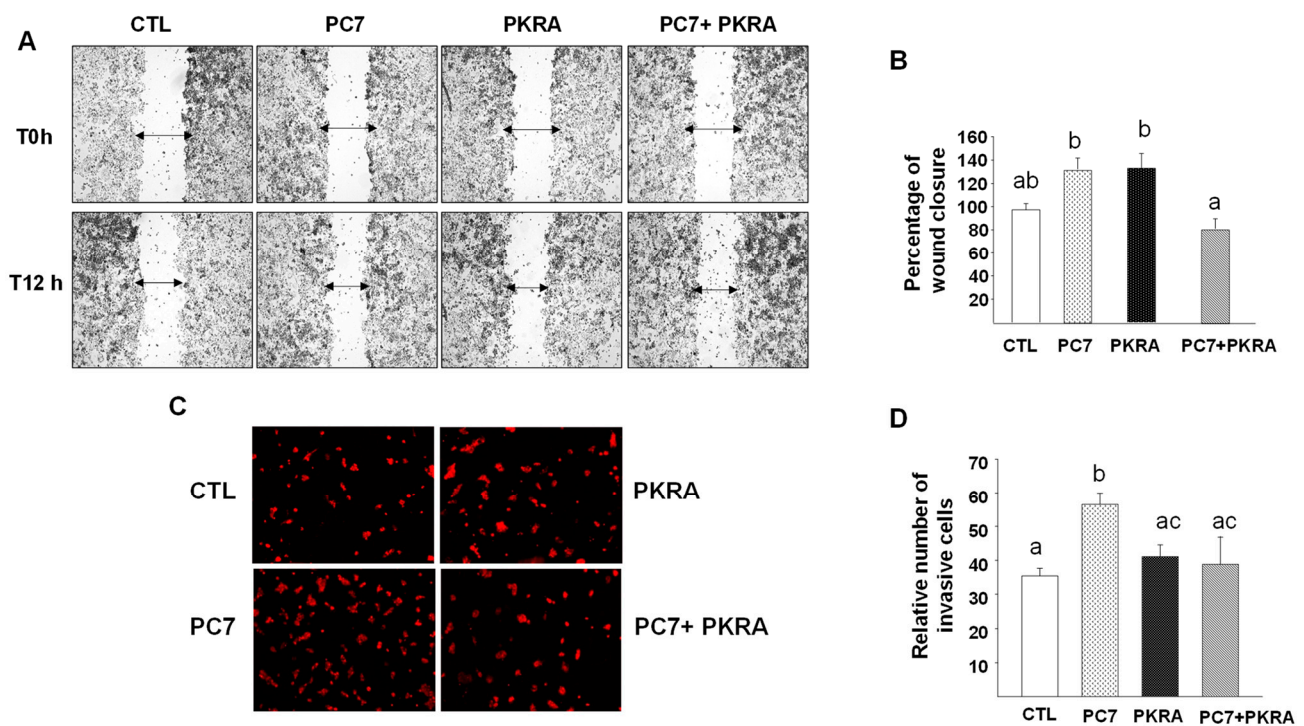 A
CTL PC7 PKRA PC7+ PKRA
T0h
T12 h
B
Percentage of
wound closure
160
140
120
100
80
60
40
20
ab
b
b
a
CTL PC7 PKRA PC7+PKRA
C
CTL
PKRA
PC7
PC7+ PKRA
D
Relative number of
invasive cells
70
60
50
40
30
20
10
a
b
ac
ac
CTL PC7 PKRA PC7+PKRA